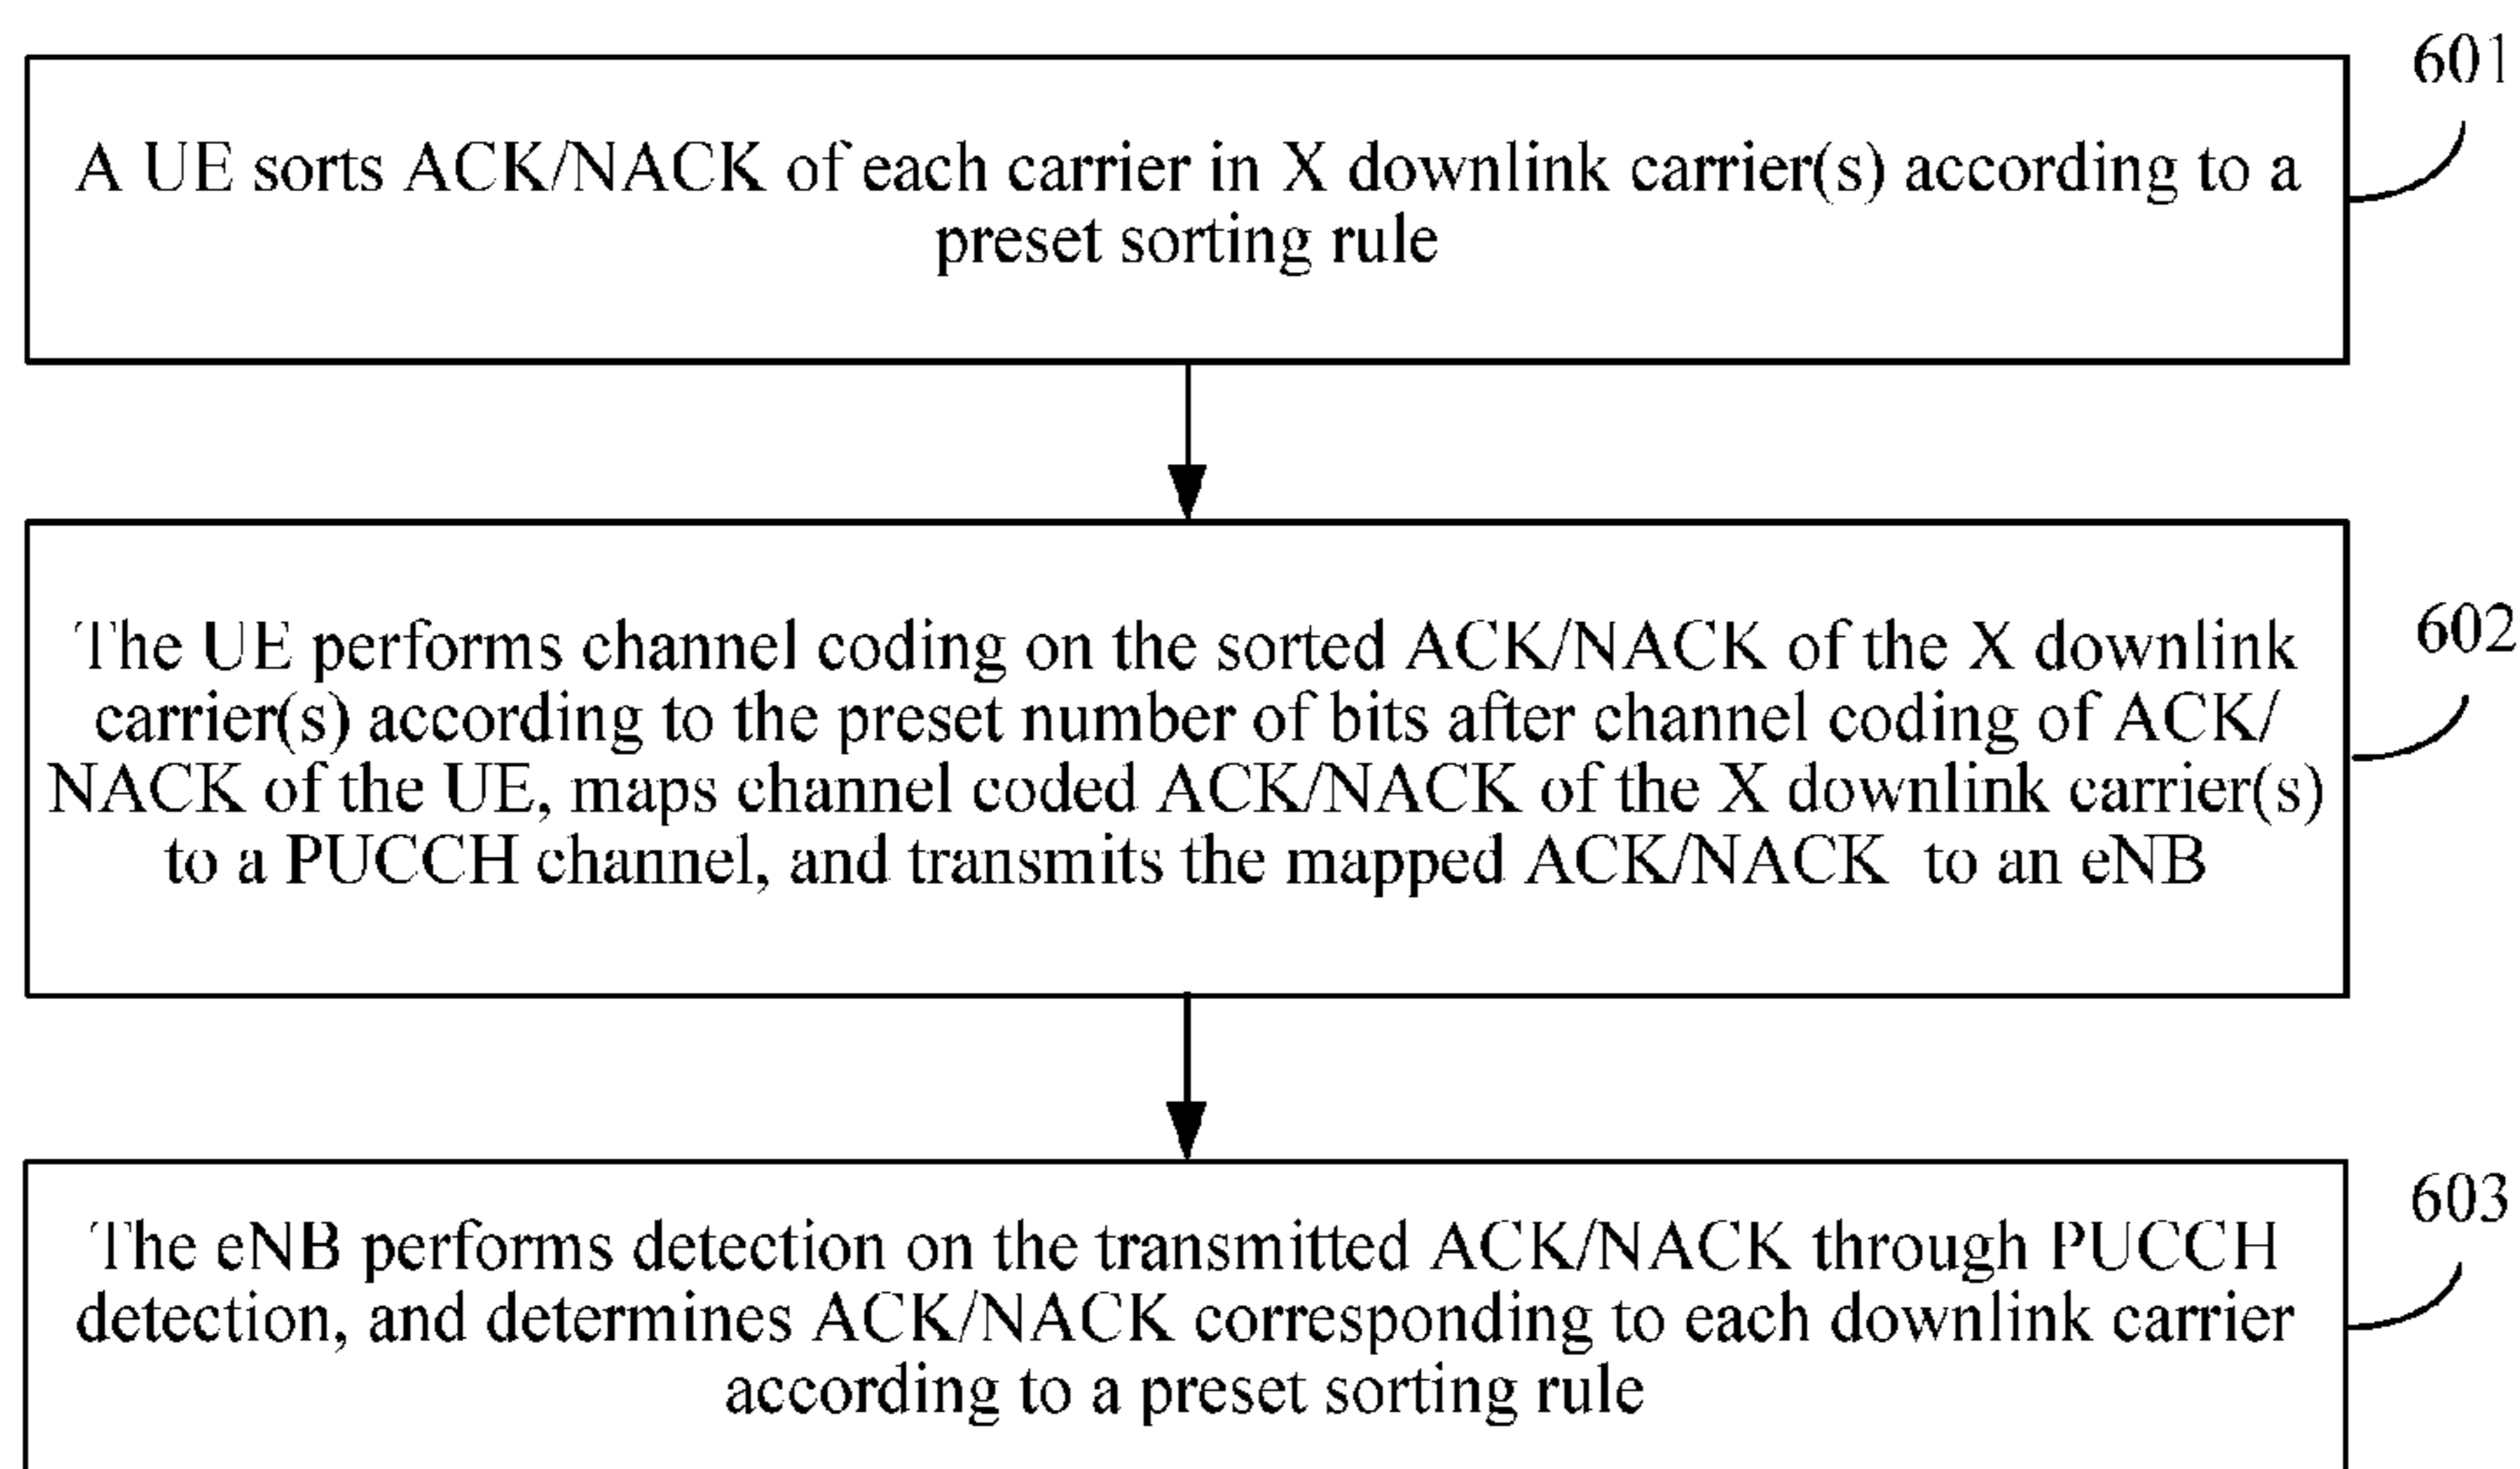 601
A UE sorts ACK/NACK of each carrier in X downlink carrier(s) according to a
preset sorting rule
602
The UE performs channel coding on the sorted ACK/NACK of the X downlink
carrier(s) according to the preset number of bits after channel coding of ACK/
NACK of the UE, maps channel coded ACK/NACK of the X downlink carrier(s)
to a PUCCH channel, and transmits the mapped ACK/NACK to an eNB
603
The eNB performs detection on the transmitted ACK/NACK through PUCCH
detection, and determines ACK/NACK corresponding to each downlink carrier
according to a preset sorting rule